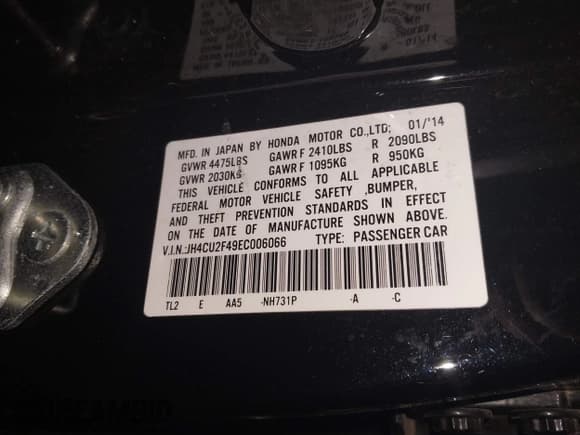 MFD. IN JAPAN BY HONDA MOTOR CO.,LTD; 01/'14
GVWR 4475LBS GAWR F 2410LBS R 2090LBS
GVWR 2030KG GAWR F 1095KG R 950KG
THIS VEHICLE CONFORMS TO ALL APPLICABLE
FEDERAL MOTOR VEHICLE SAFETY ,BUMPER,
AND THEFT PREVENTION STANDARDS IN EFFECT
ON THE DATE OF MANUFACTURE SHOWN ABOVE.
V.I.N.:JH4CU2F49EC006066 TYPE: PASSENGER CAR
TL2 E AA5 -NH731P -A -C